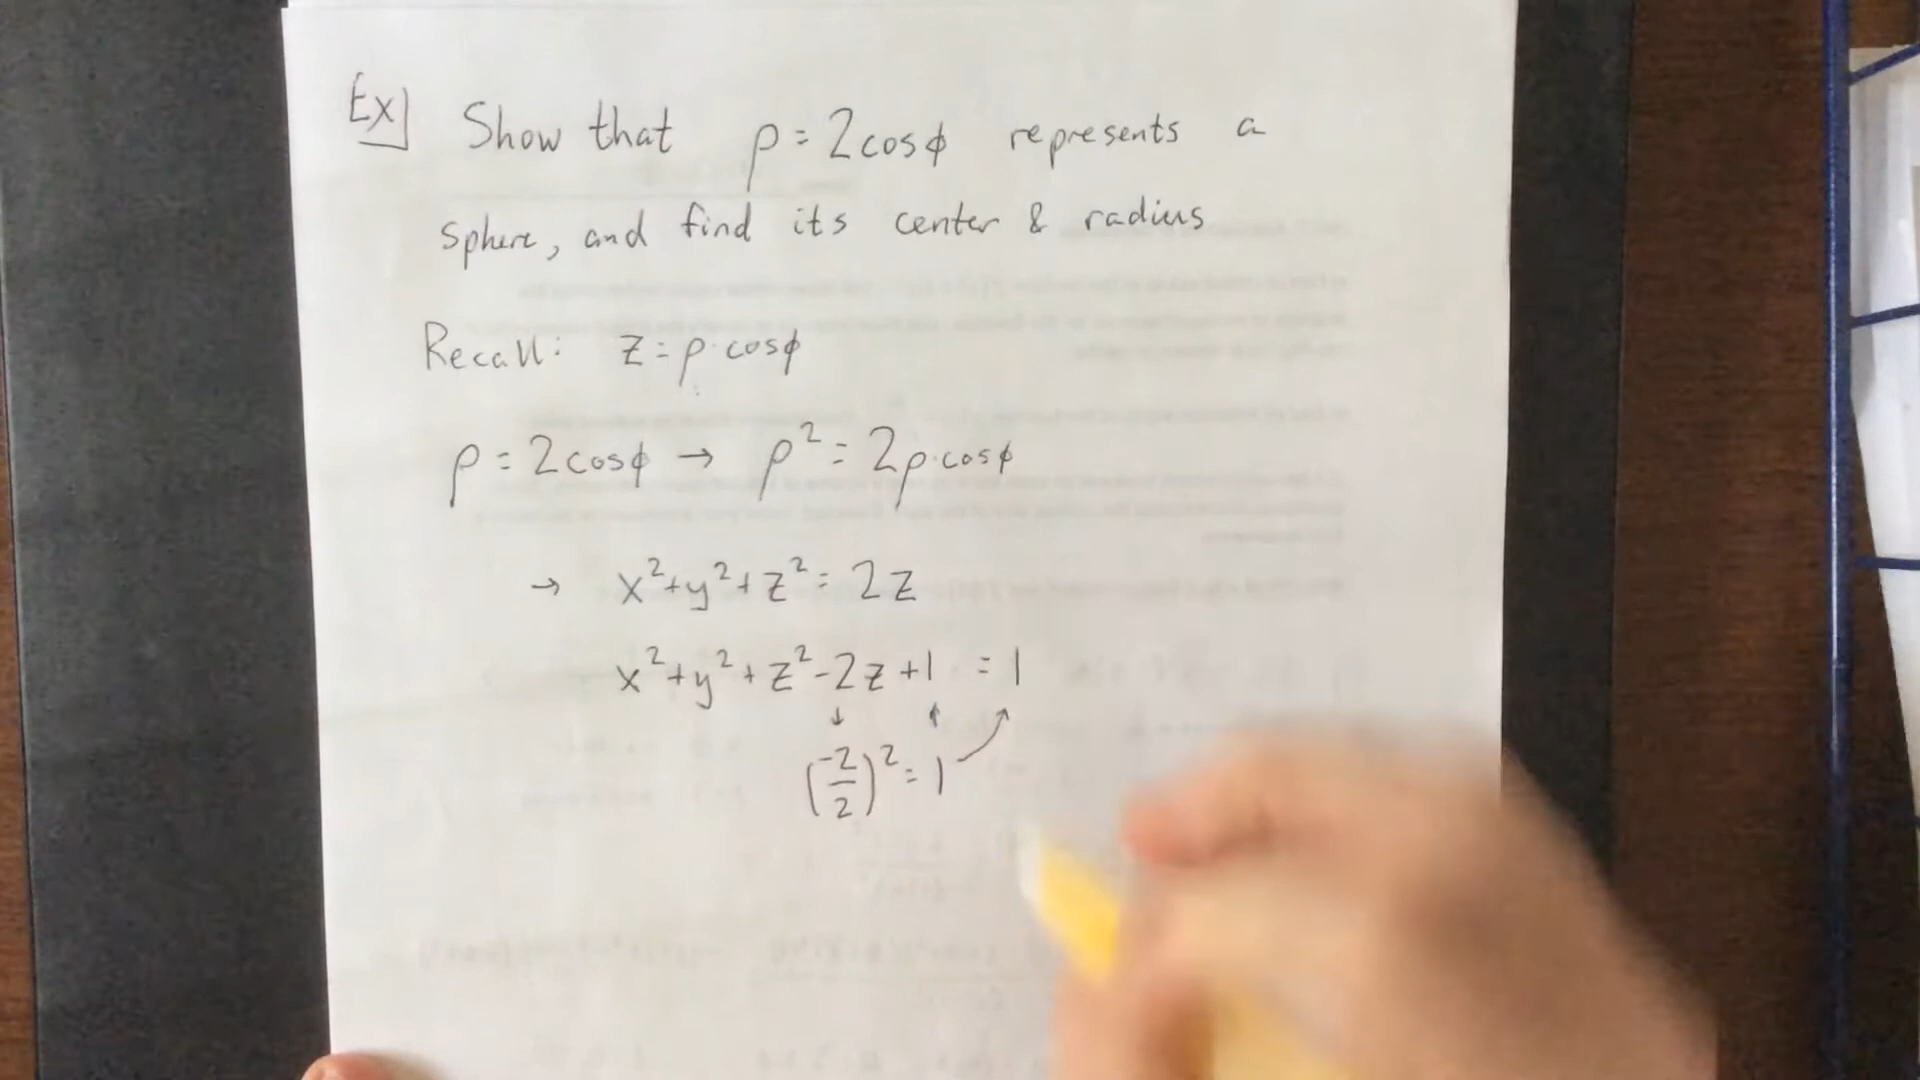 Ex] Show that ρ = 2cosϕ represents a
sphere, and find its center & radius
Recall: z = ρ·cosϕ
ρ = 2cosϕ → ρ² = 2ρ·cosϕ
→ x²+y²+z² = 2z
x²+y²+z²-2z+1 = 1
↓ ↑ ↗
(-2/2)² = 1